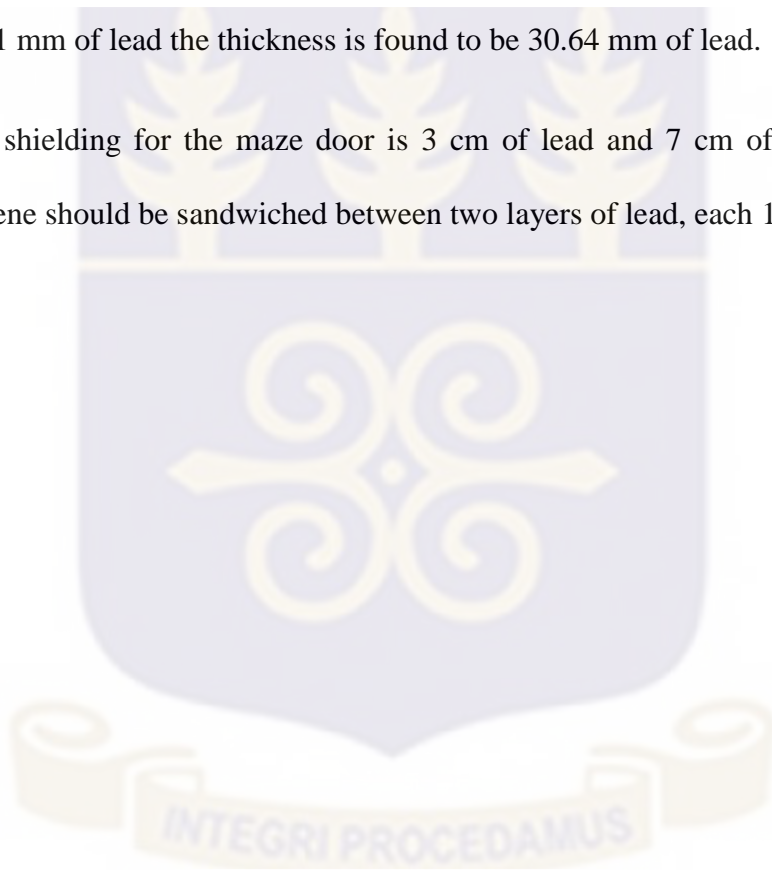 1 mm of lead the thickness is found to be 30.64 mm of lead.
shielding for the maze door is 3 cm of lead and 7 cm of
ene should be sandwiched between two layers of lead, each 1
INTEGRI PROCEDAMUS